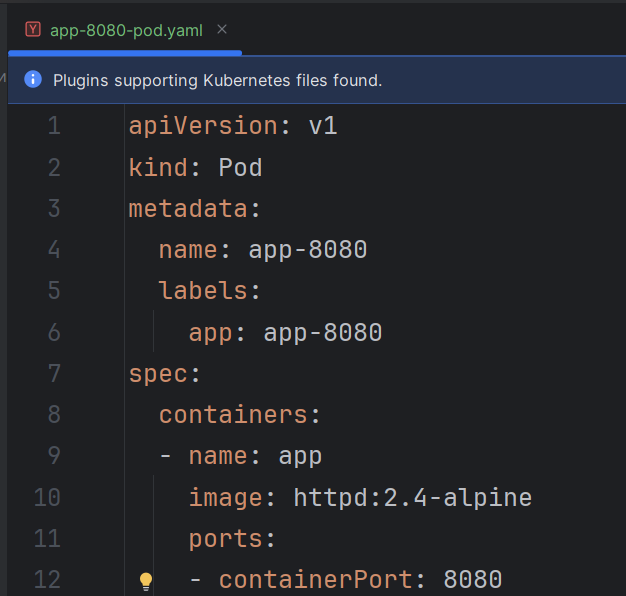 app-8080-pod.yaml
Plugins supporting Kubernetes files found.
1 apiVersion: v1
2 kind: Pod
3 metadata:
4   name: app-8080
5   labels:
6     app: app-8080
7 spec:
8   containers:
9   - name: app
10     image: httpd:2.4-alpine
11     ports:
12     - containerPort: 8080